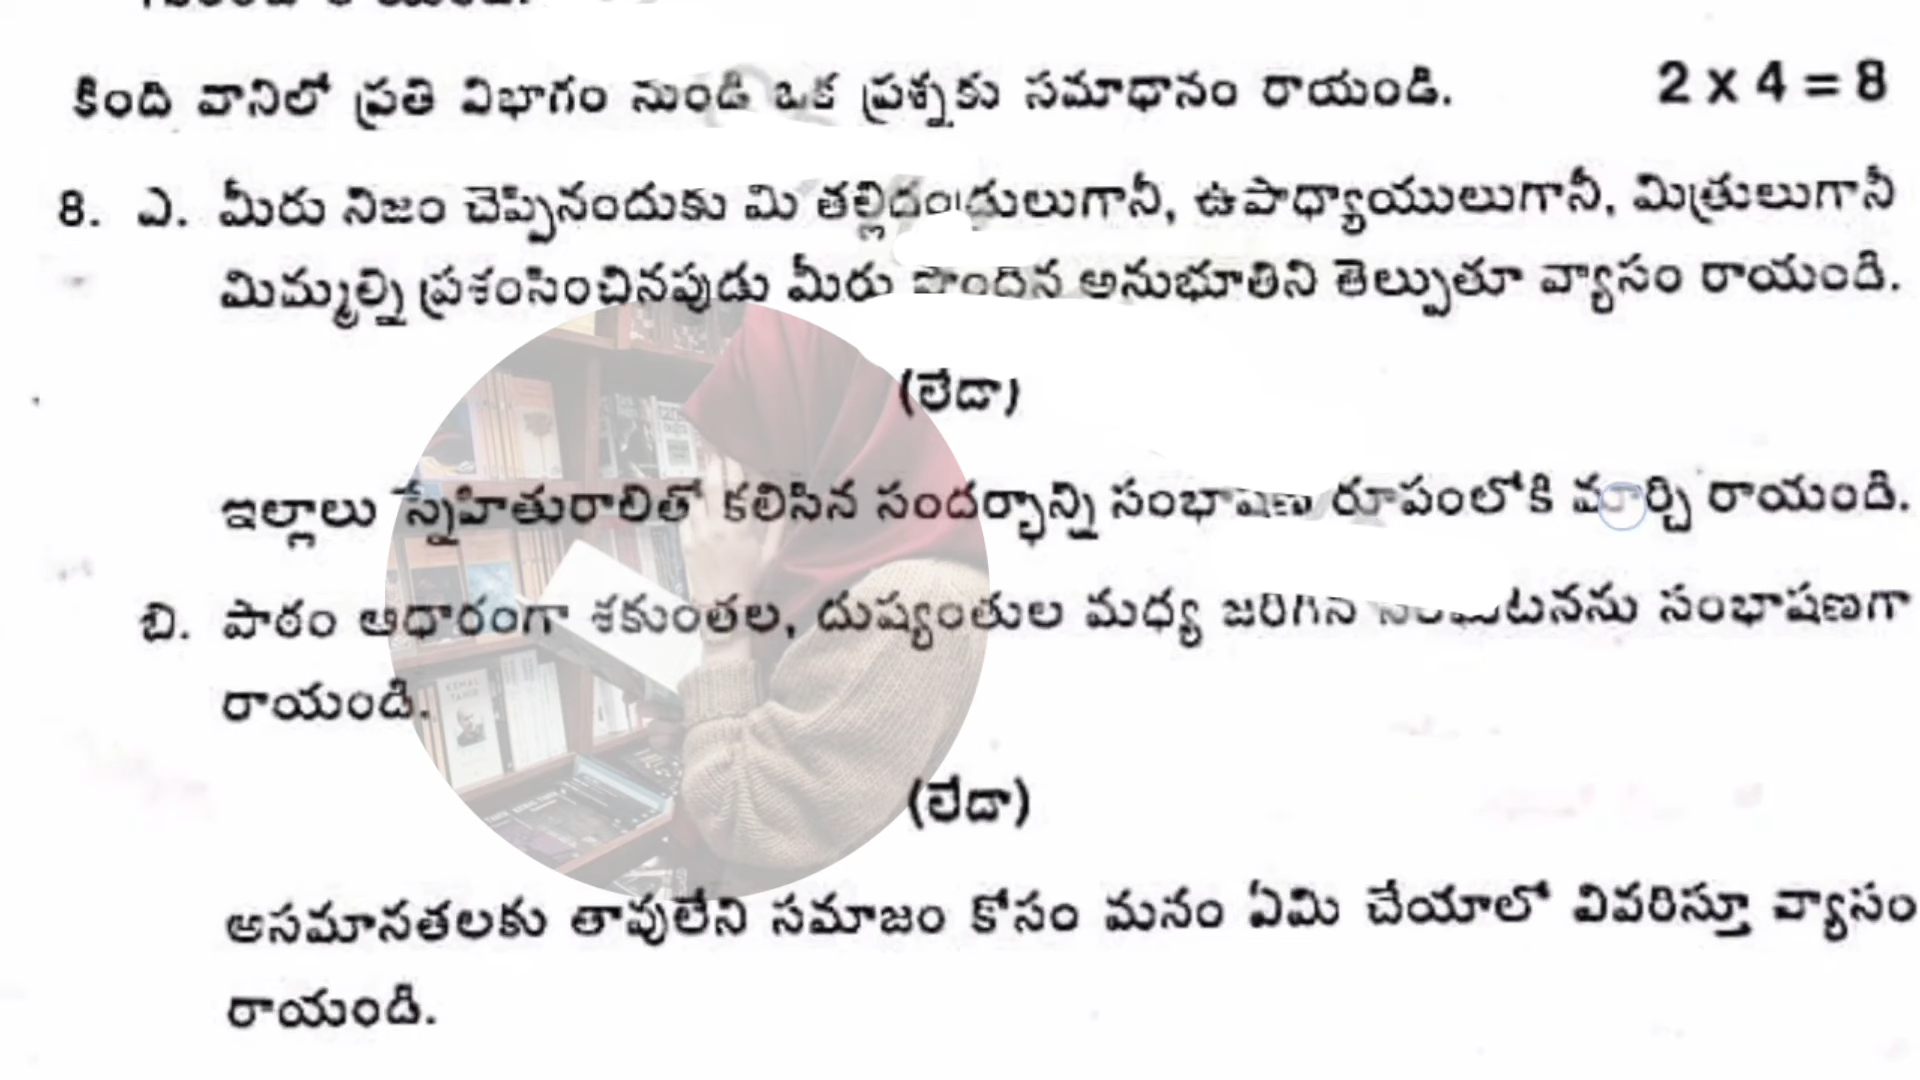 కింది వానిలో ప్రతి విభాగం నుండి ఒక ప్రశ్నకు సమాధానం రాయండి. 2 x 4 = 8
8. ఎ. మీరు నిజం చెప్పినందుకు మి తల్లిదండ్రులుగానీ, ఉపాధ్యాయులుగానీ, మిత్రులుగానీ
మిమ్మల్ని ప్రశంసించినపుడు మీరు పొందిన అనుభూతిని తెల్పుతూ వ్యాసం రాయండి.
(లేదా)
ఇల్లాలు స్నేహితురాలితో కలిసిన సందర్భాన్ని సంభాషణ రూపంలోకి మార్చి రాయండి.
బి. పాఠం ఆధారంగా శకుంతల, దుష్యంతుల మధ్య జరిగిన సంఘటనను సంభాషణగా
రాయండి.
(లేదా)
అసమానతలకు తావులేని సమాజం కోసం మనం ఏమి చేయాలో వివరిస్తూ వ్యాసం
రాయండి.